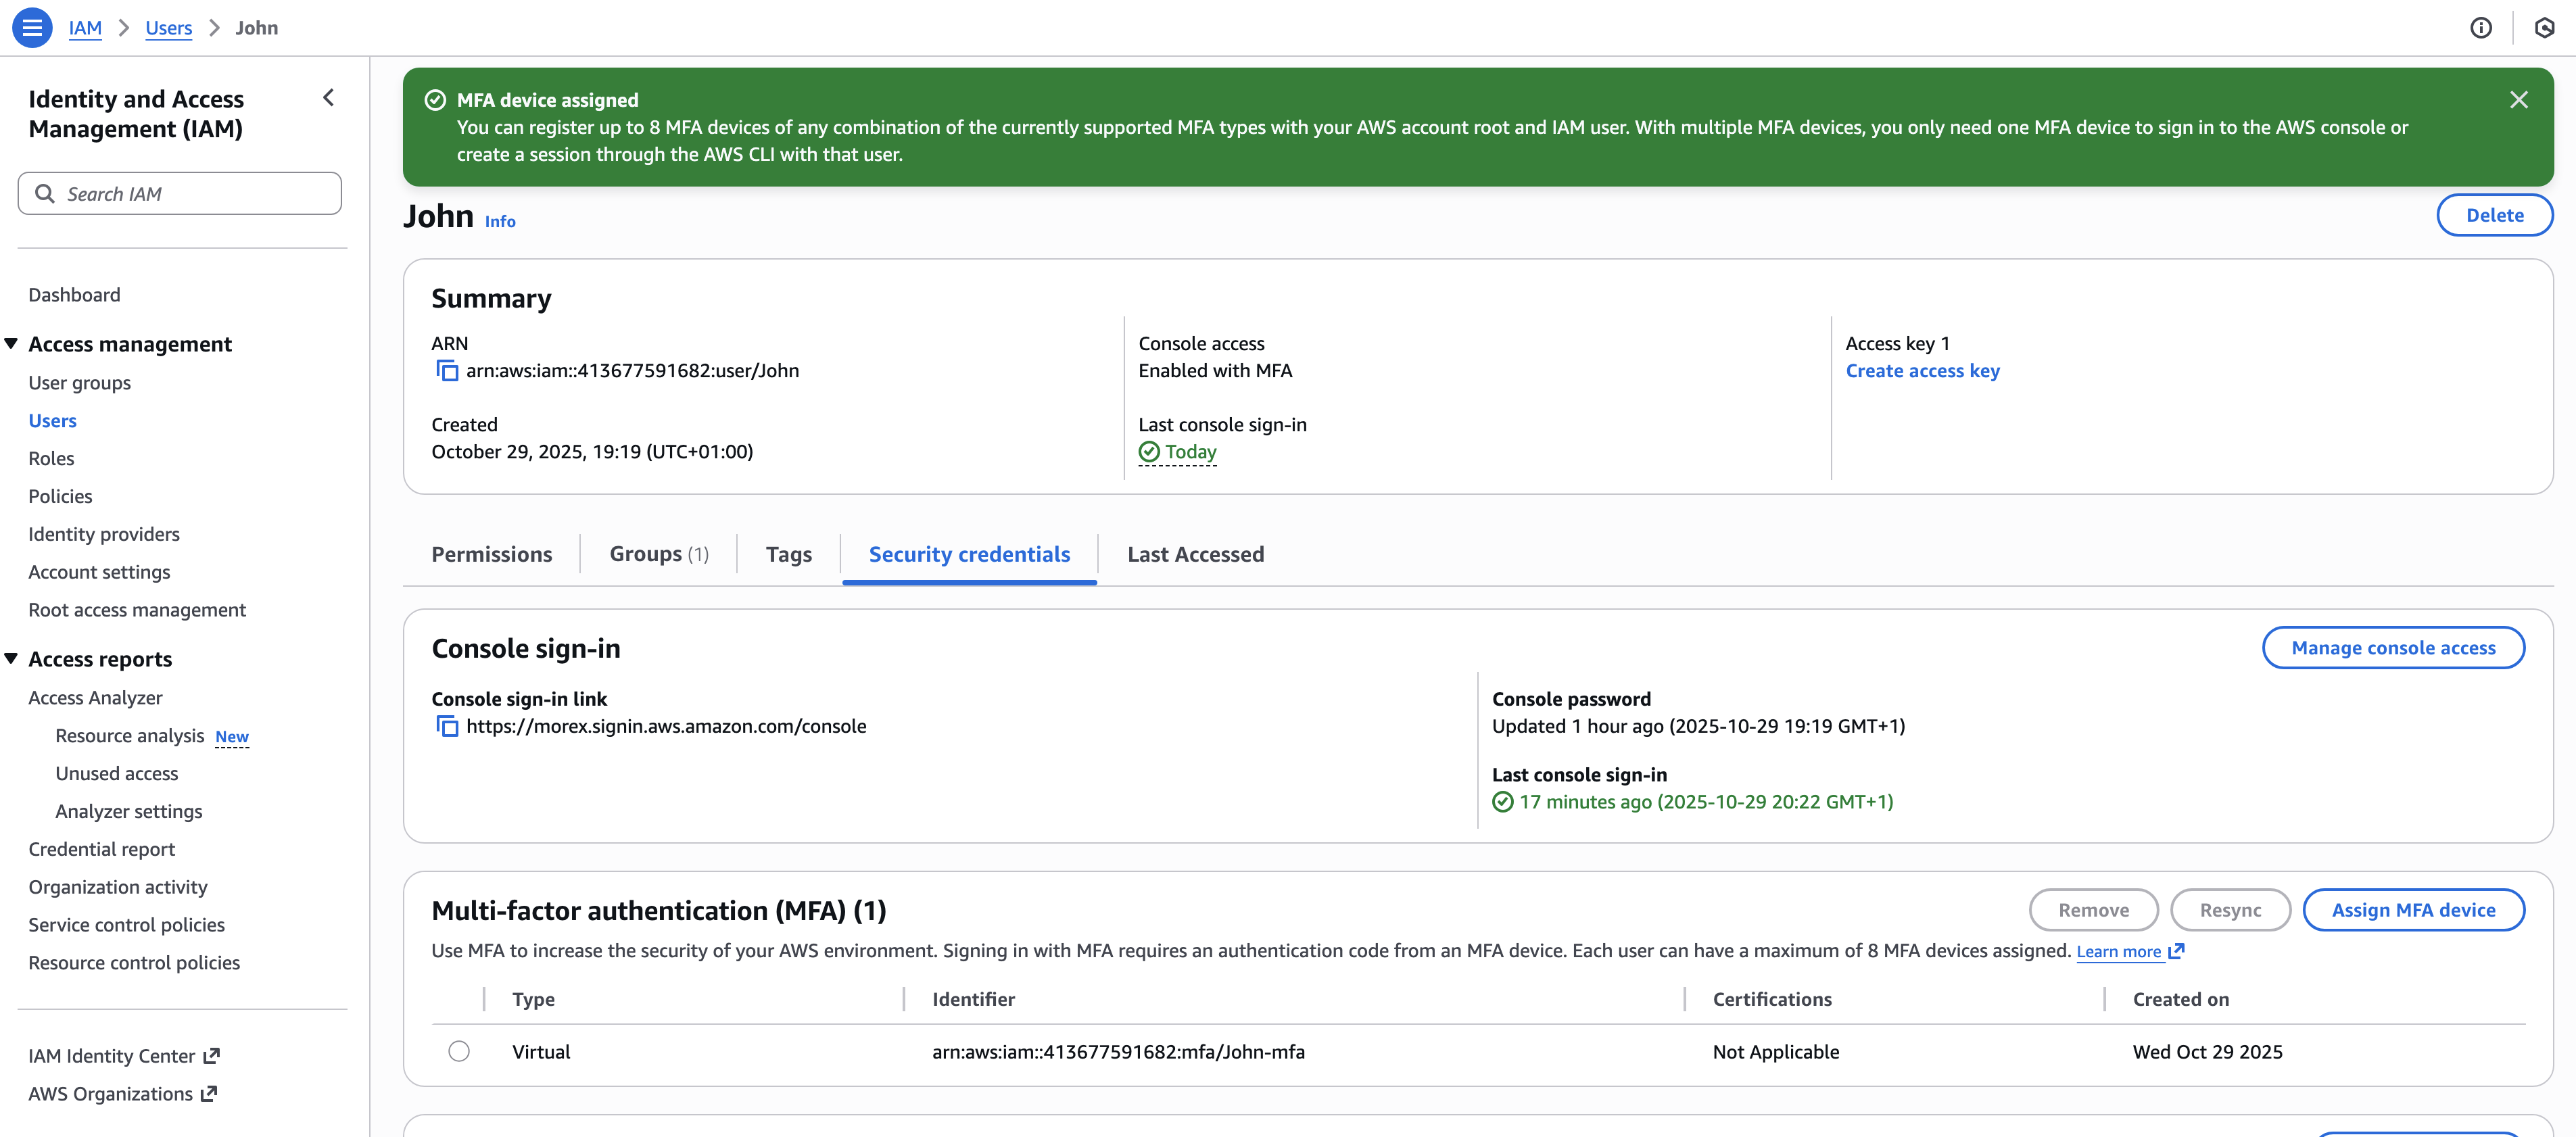 IAM > Users > John
Identity and Access
Management (IAM)
Search IAM
Dashboard
Access management
User groups
Users
Roles
Policies
Identity providers
Account settings
Root access management
Access reports
Access Analyzer
Resource analysis New
Unused access
Analyzer settings
Credential report
Organization activity
Service control policies
Resource control policies
IAM Identity Center
AWS Organizations
MFA device assigned
You can register up to 8 MFA devices of any combination of the currently supported MFA types with your AWS account root and IAM user. With multiple MFA devices, you only need one MFA device to sign in to the AWS console or
create a session through the AWS CLI with that user.
John Info
Delete
Summary
ARN
arn:aws:iam::413677591682:user/John
Created
October 29, 2025, 19:19 (UTC+01:00)
Console access
Enabled with MFA
Last console sign-in
Today
Access key 1
Create access key
Permissions Groups (1) Tags Security credentials Last Accessed
Console sign-in
Manage console access
Console sign-in link
https://morex.signin.aws.amazon.com/console
Console password
Updated 1 hour ago (2025-10-29 19:19 GMT+1)
Last console sign-in
17 minutes ago (2025-10-29 20:22 GMT+1)
Multi-factor authentication (MFA) (1)
Remove Resync Assign MFA device
Use MFA to increase the security of your AWS environment. Signing in with MFA requires an authentication code from an MFA device. Each user can have a maximum of 8 MFA devices assigned. Learn more
Type Identifier Certifications Created on
Virtual arn:aws:iam::413677591682:mfa/John-mfa Not Applicable Wed Oct 29 2025